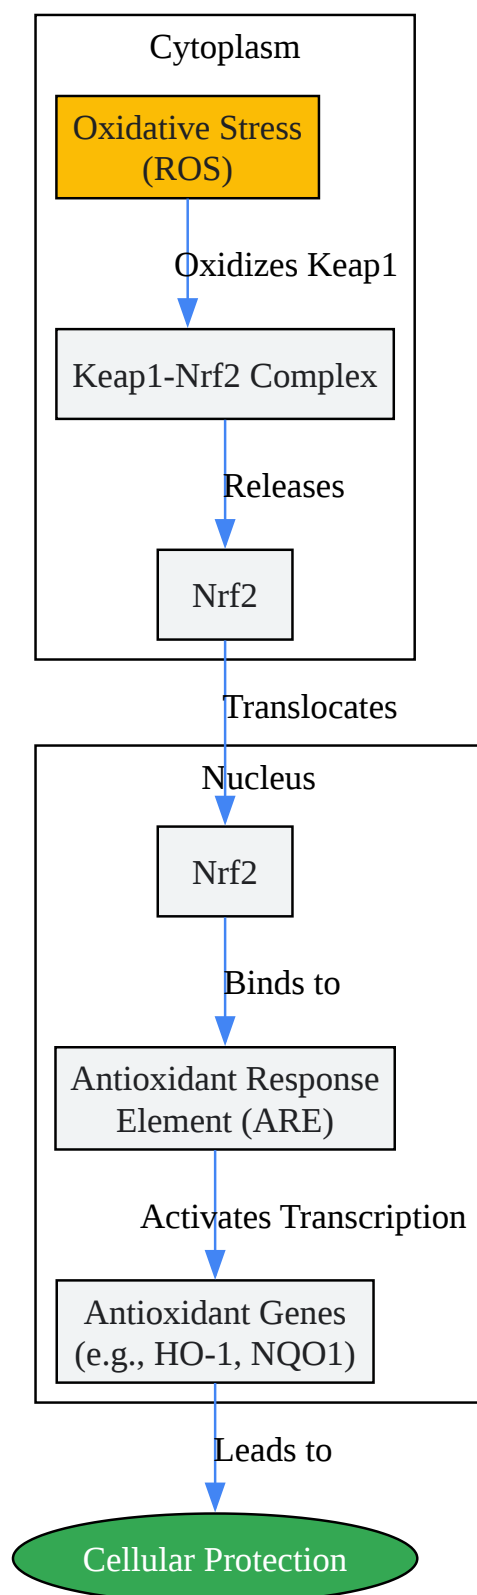 Cytoplasm
Oxidative Stress
(ROS)
Oxidizes Keap1
Keap1-Nrf2 Complex
Releases
Nrf2
Translocates
Nucleus
Nrf2
Binds to
Antioxidant Response
Element (ARE)
Activates Transcription
Antioxidant Genes
(e.g., HO-1, NQO1)
Leads to
Cellular Protection